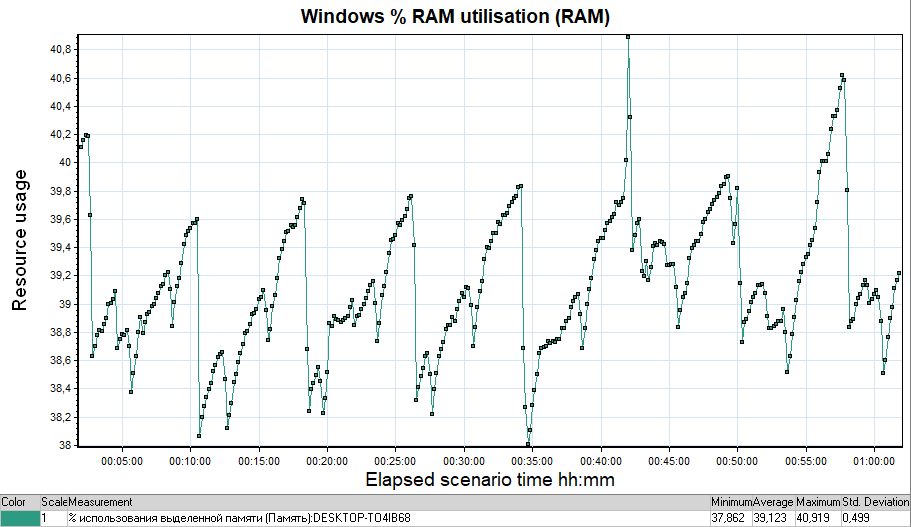 Windows % RAM utilisation (RAM)
Resource usage
40,8
40,6
40,4
40,2
40
39,8
39,6
39,4
39,2
39
38,8
38,6
38,4
38,2
38
00:05:00 00:10:00 00:15:00 00:20:00 00:25:00 00:30:00 00:35:00 00:40:00 00:45:00 00:50:00 00:55:00 01:00:00
Elapsed scenario time hh:mm
Color Scale Measurement Minimum Average Maximum Std. Deviation
1 % использования выделенной памяти (Память):DESKTOP-TO4IB68 37,862 39,123 40,919 0,499